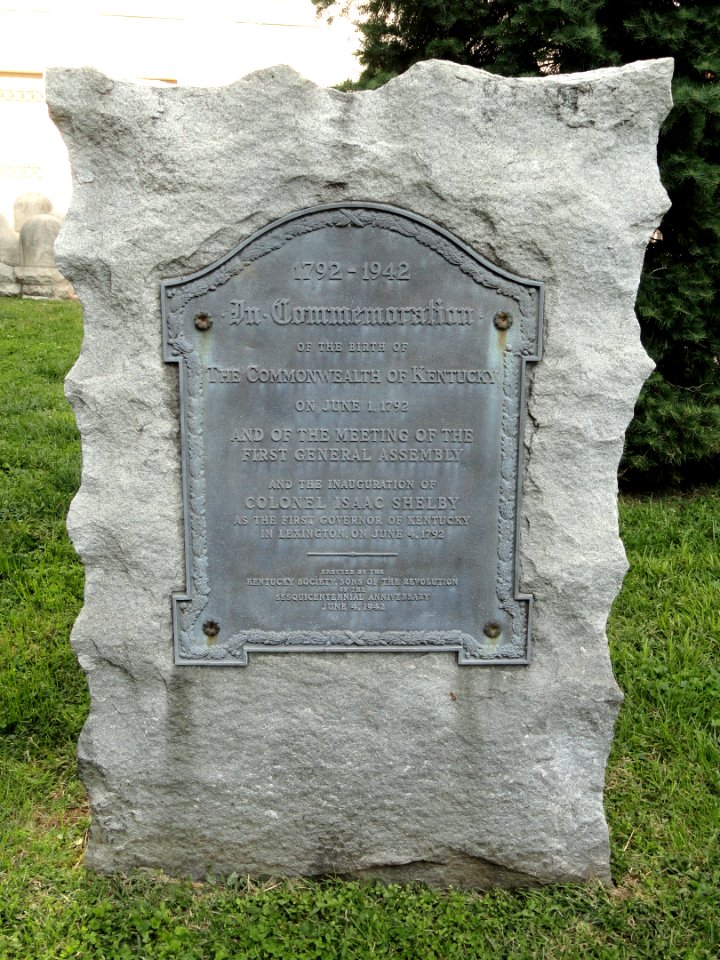 1792 - 1942
· In · Commemoration ·
OF THE BIRTH OF
THE COMMONWEALTH OF KENTUCKY
ON JUNE 1, 1792
AND OF THE MEETING OF THE
FIRST GENERAL ASSEMBLY
AND THE INAUGURATION OF
COLONEL ISAAC SHELBY
AS THE FIRST GOVERNOR OF KENTUCKY
IN LEXINGTON, ON JUNE 4, 1792
ERECTED BY THE
KENTUCKY SOCIETY, SONS OF THE REVOLUTION
OF THE
SESQUICENTENNIAL ANNIVERSARY
JUNE 4, 1942